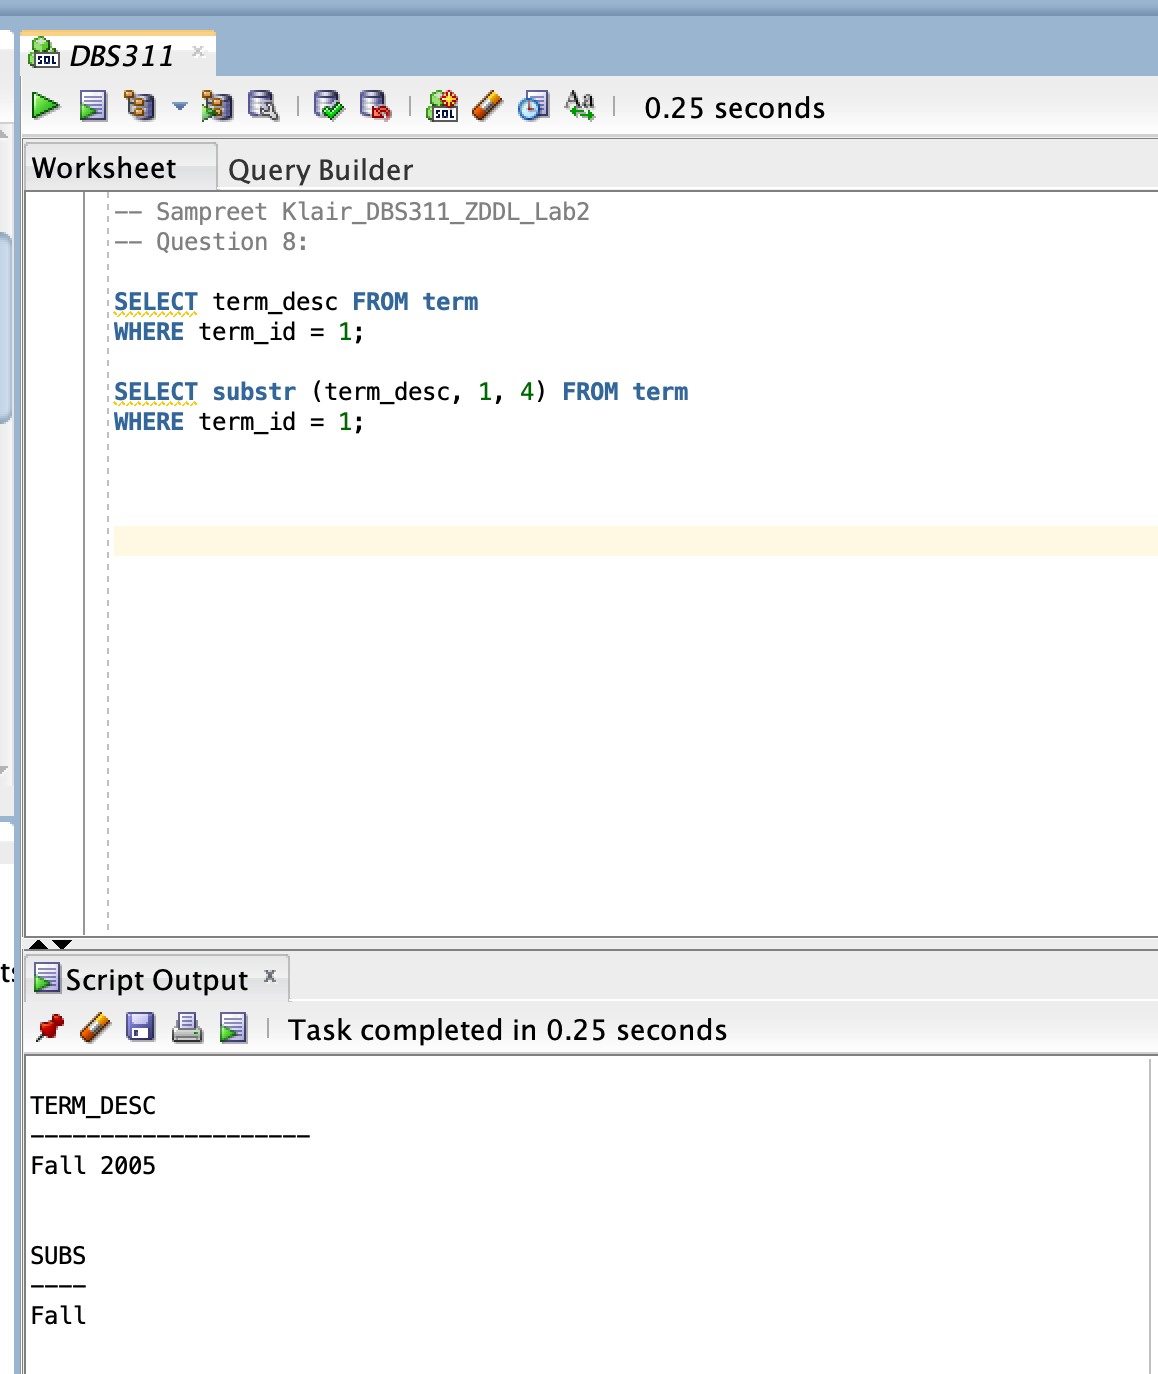 DBS311
0.25 seconds
Worksheet
Query Builder
-- Sampreet Klair_DBS311_ZDDL_Lab2
-- Question 8:
SELECT term_desc FROM term
WHERE term_id = 1;
SELECT substr (term_desc, 1, 4) FROM term
WHERE term_id = 1;
Script Output
Task completed in 0.25 seconds
TERM_DESC
--------------------
Fall 2005
SUBS
----
Fall